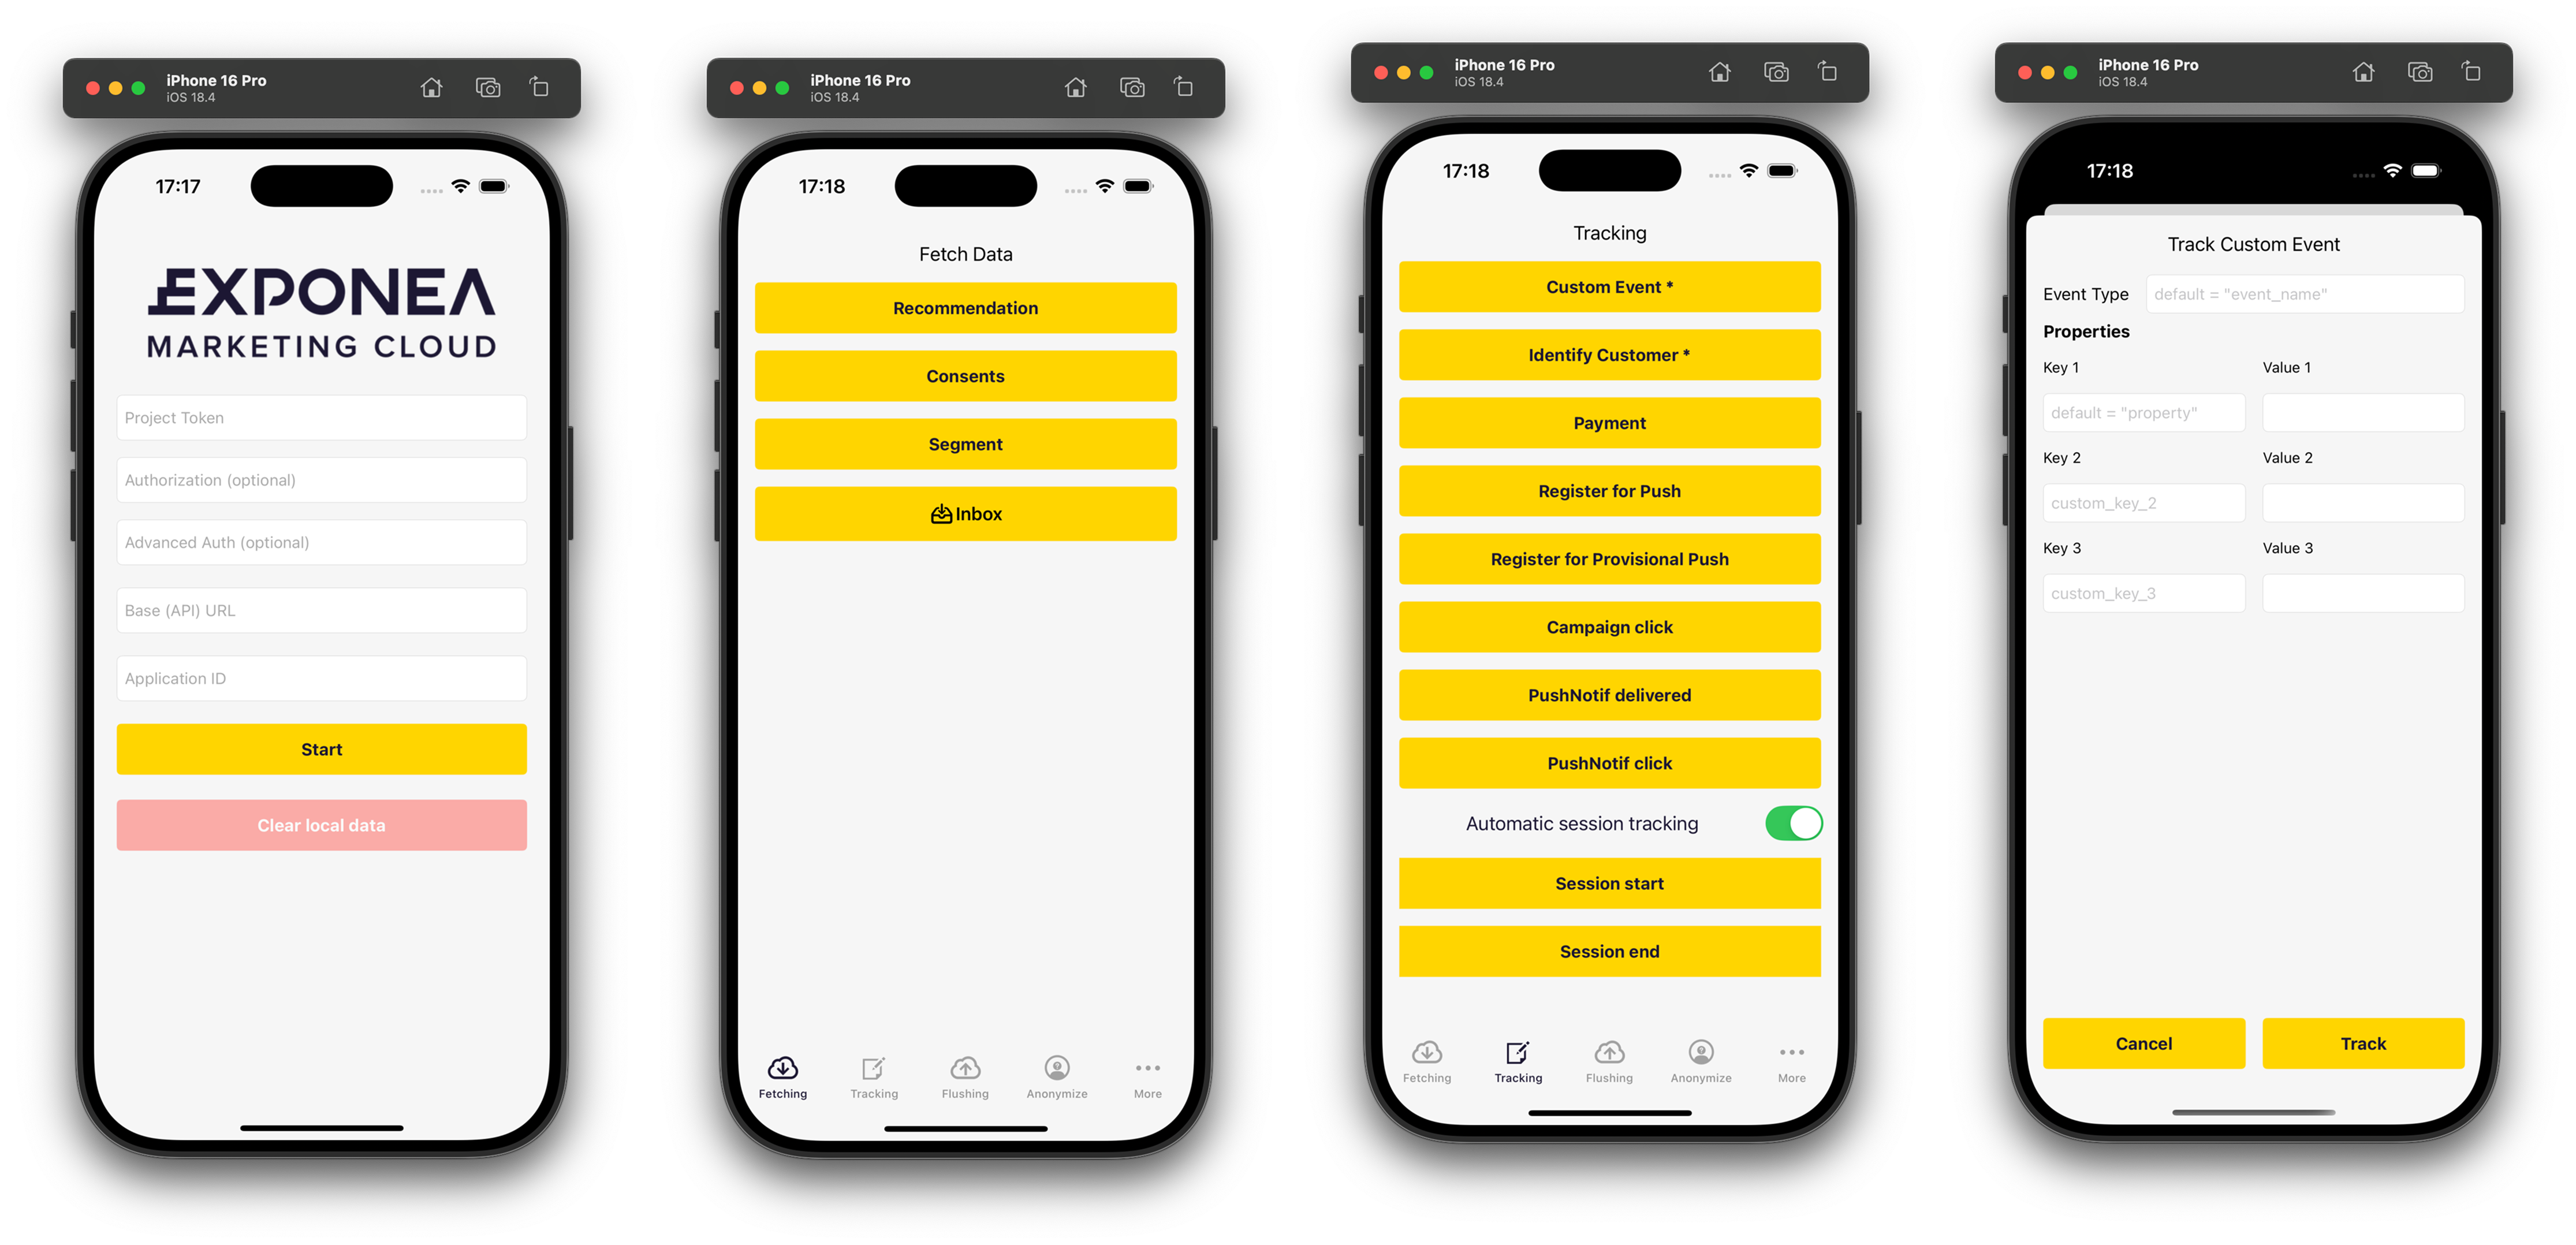 iPhone 16 Pro
iOS 18.4
17:17
EXPONEA
MARKETING CLOUD
Project Token
Authorization (optional)
Advanced Auth (optional)
Base (API) URL
Application ID
Start
Clear local data
iPhone 16 Pro
iOS 18.4
17:18
Fetch Data
Recommendation
Consents
Segment
Inbox
Fetching Tracking Flushing Anonymize More
iPhone 16 Pro
iOS 18.4
17:18
Tracking
Custom Event *
Identify Customer *
Payment
Register for Push
Register for Provisional Push
Campaign click
PushNotif delivered
PushNotif click
Automatic session tracking
Session start
Session end
Fetching Tracking Flushing Anonymize More
iPhone 16 Pro
iOS 18.4
17:18
Track Custom Event
Event Type default = "event_name"
Properties
Key 1 Value 1
default = "property"
Key 2 Value 2
custom_key_2
Key 3 Value 3
custom_key_3
Cancel Track